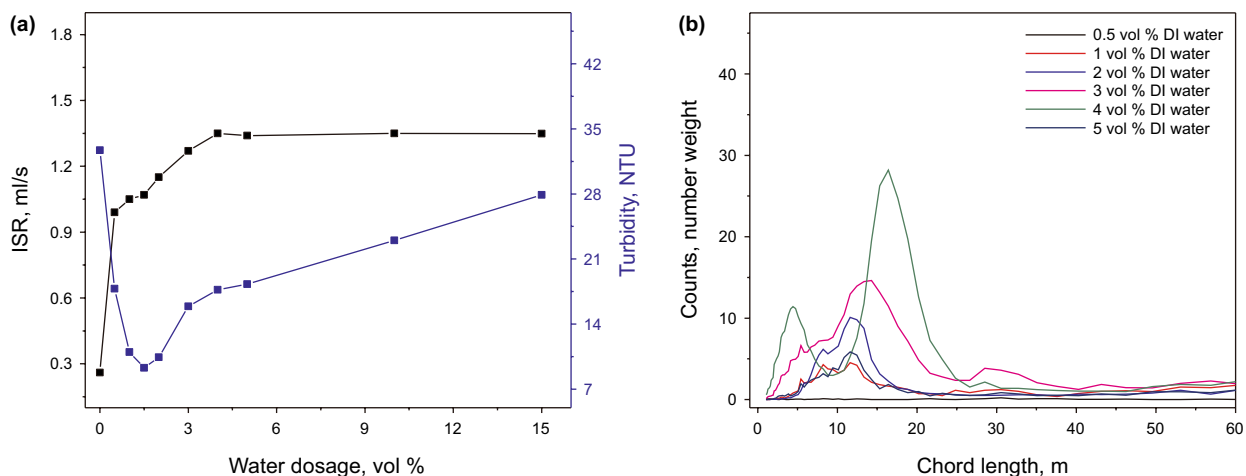 (a)
1.8
1.5
1.2
0.9
0.6
0.3
ISR, ml/s
42
35
28
21
14
7
Turbidity, NTU
0 3 6 9 12 15
Water dosage, vol %
(b)
40
30
20
10
0
Counts, number weight
0.5 vol % DI water
1 vol % DI water
2 vol % DI water
3 vol % DI water
4 vol % DI water
5 vol % DI water
0 10 20 30 40 50 60
Chord length, m